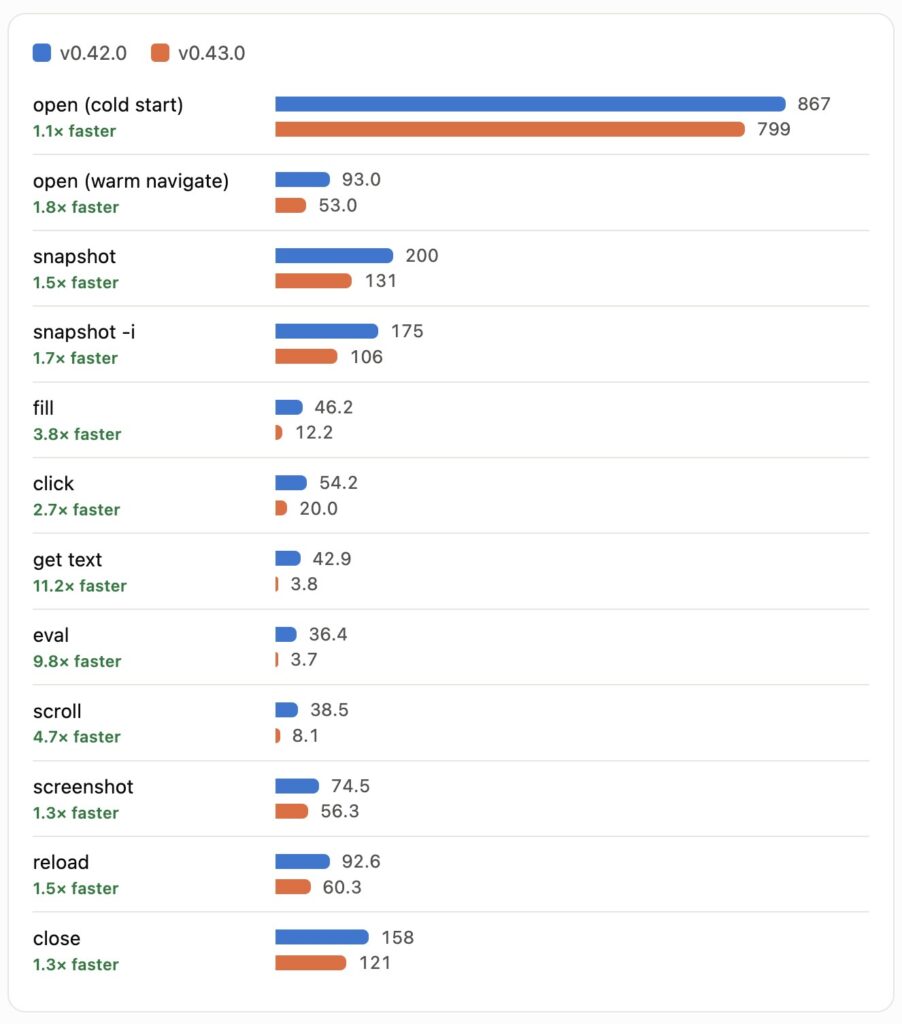 v0.42.0 v0.43.0
open (cold start)
867
1.1× faster
799
open (warm navigate)
93.0
1.8× faster
53.0
snapshot
200
1.5× faster
131
snapshot -i
175
1.7× faster
106
fill
46.2
3.8× faster
12.2
click
54.2
2.7× faster
20.0
get text
42.9
11.2× faster
3.8
eval
36.4
9.8× faster
3.7
scroll
38.5
4.7× faster
8.1
screenshot
74.5
1.3× faster
56.3
reload
92.6
1.5× faster
60.3
close
158
1.3× faster
121